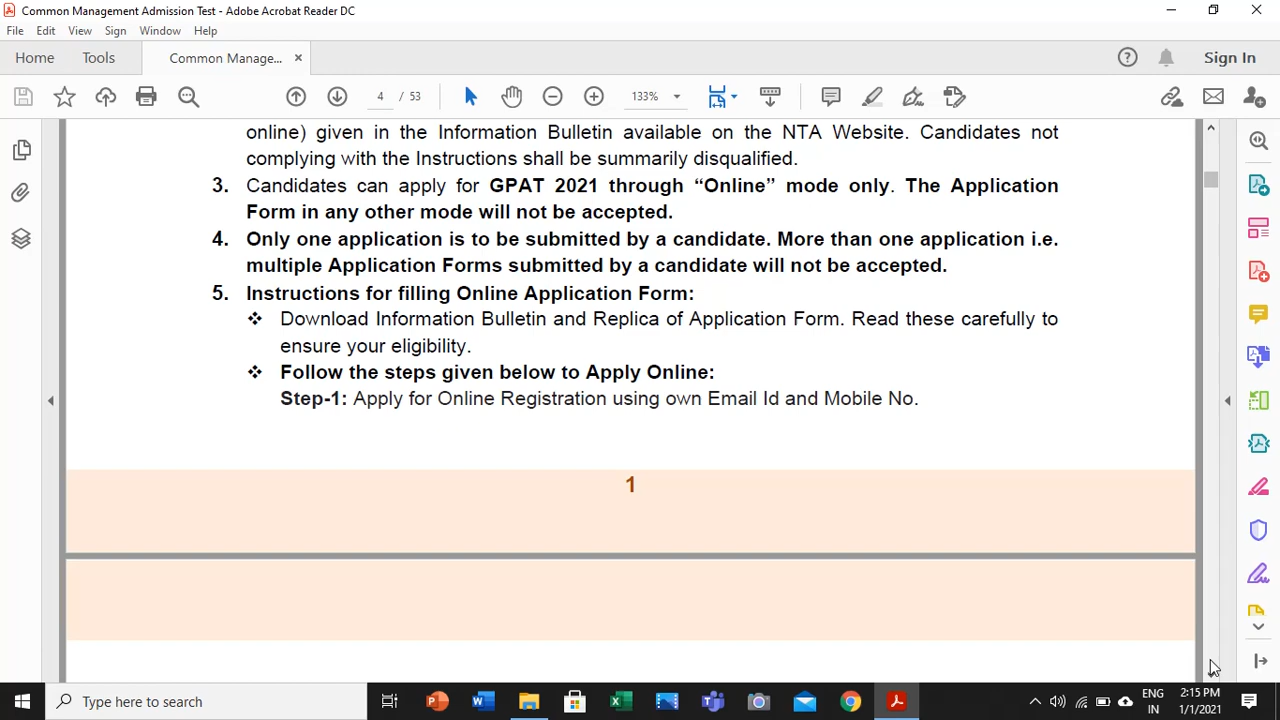 Common Management Admission Test - Adobe Acrobat Reader DC
File Edit View Sign Window Help
Home Tools Common Manage... × Sign In
4 / 53 133%
online) given in the Information Bulletin available on the NTA Website. Candidates not
complying with the Instructions shall be summarily disqualified.
3. Candidates can apply for GPAT 2021 through “Online” mode only. The Application
Form in any other mode will not be accepted.
4. Only one application is to be submitted by a candidate. More than one application i.e.
multiple Application Forms submitted by a candidate will not be accepted.
5. Instructions for filling Online Application Form:
❖ Download Information Bulletin and Replica of Application Form. Read these carefully to
ensure your eligibility.
❖ Follow the steps given below to Apply Online:
Step-1: Apply for Online Registration using own Email Id and Mobile No.
1
Type here to search
ENG
IN
2:15 PM
1/1/2021